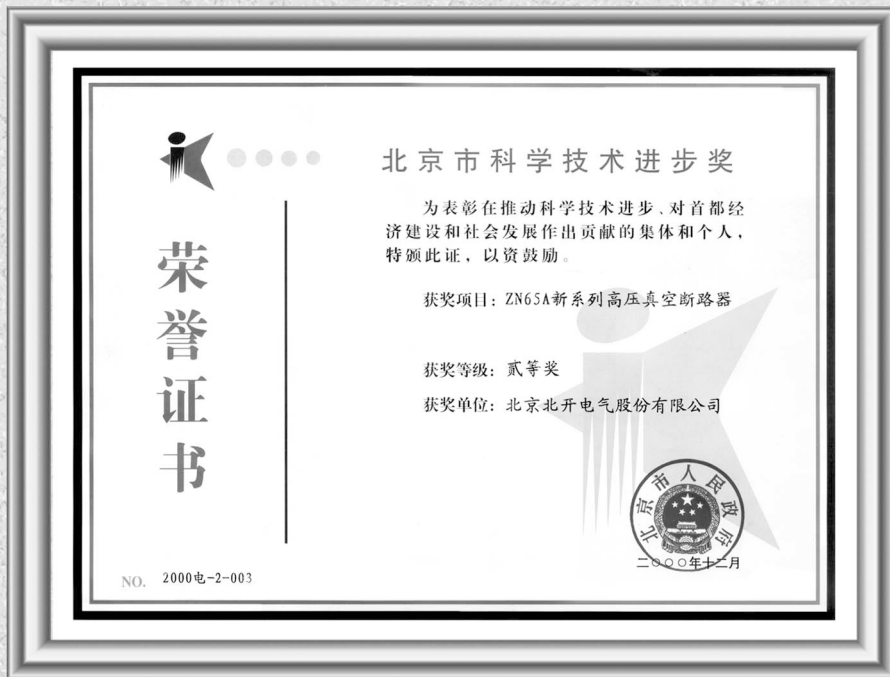 北京市科学技术进步奖
为表彰在推动科学技术进步、对首都经
济建设和社会发展作出贡献的集体和个人，
特颁此证，以资鼓励。
荣誉证书
获奖项目：ZN65A新系列高压真空断路器
获奖等级：贰等奖
获奖单位：北京北开电气股份有限公司
北京市人民政府
二〇〇〇年十二月
NO. 2000电-2-003